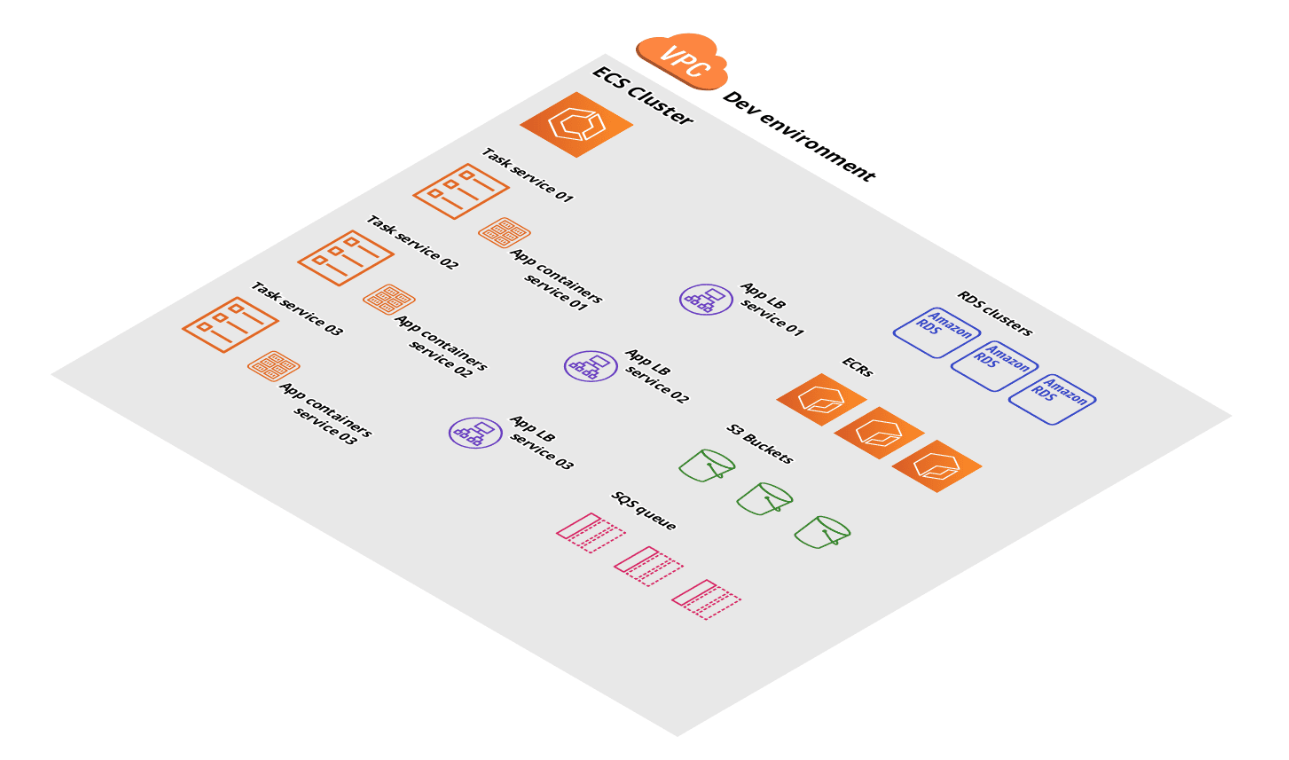 VPC
Dev environment
ECS Cluster
Task service 01
App containers
service 01
Task service 02
App containers
service 02
Task service 03
App containers
service 03
App LB
service 01
App LB
service 02
App LB
service 03
RDS clusters
Amazon
RDS
Amazon
RDS
Amazon
RDS
ECRs
S3 Buckets
SQS queue